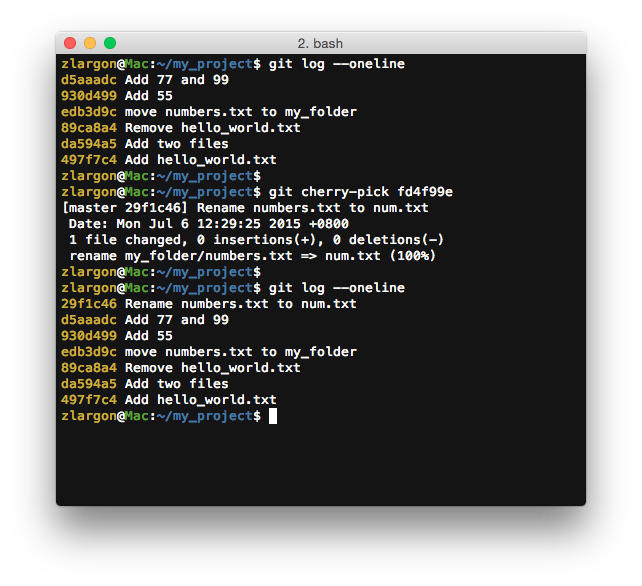 2. bash
zlargon@Mac:~/my_project$ git log --oneline
d5aaadc Add 77 and 99
930d499 Add 55
edb3d9c move numbers.txt to my_folder
89ca8a4 Remove hello_world.txt
da594a5 Add two files
497f7c4 Add hello_world.txt
zlargon@Mac:~/my_project$
zlargon@Mac:~/my_project$ git cherry-pick fd4f99e
[master 29f1c46] Rename numbers.txt to num.txt
 Date: Mon Jul 6 12:29:25 2015 +0800
 1 file changed, 0 insertions(+), 0 deletions(-)
 rename my_folder/numbers.txt => num.txt (100%)
zlargon@Mac:~/my_project$
zlargon@Mac:~/my_project$ git log --oneline
29f1c46 Rename numbers.txt to num.txt
d5aaadc Add 77 and 99
930d499 Add 55
edb3d9c move numbers.txt to my_folder
89ca8a4 Remove hello_world.txt
da594a5 Add two files
497f7c4 Add hello_world.txt
zlargon@Mac:~/my_project$